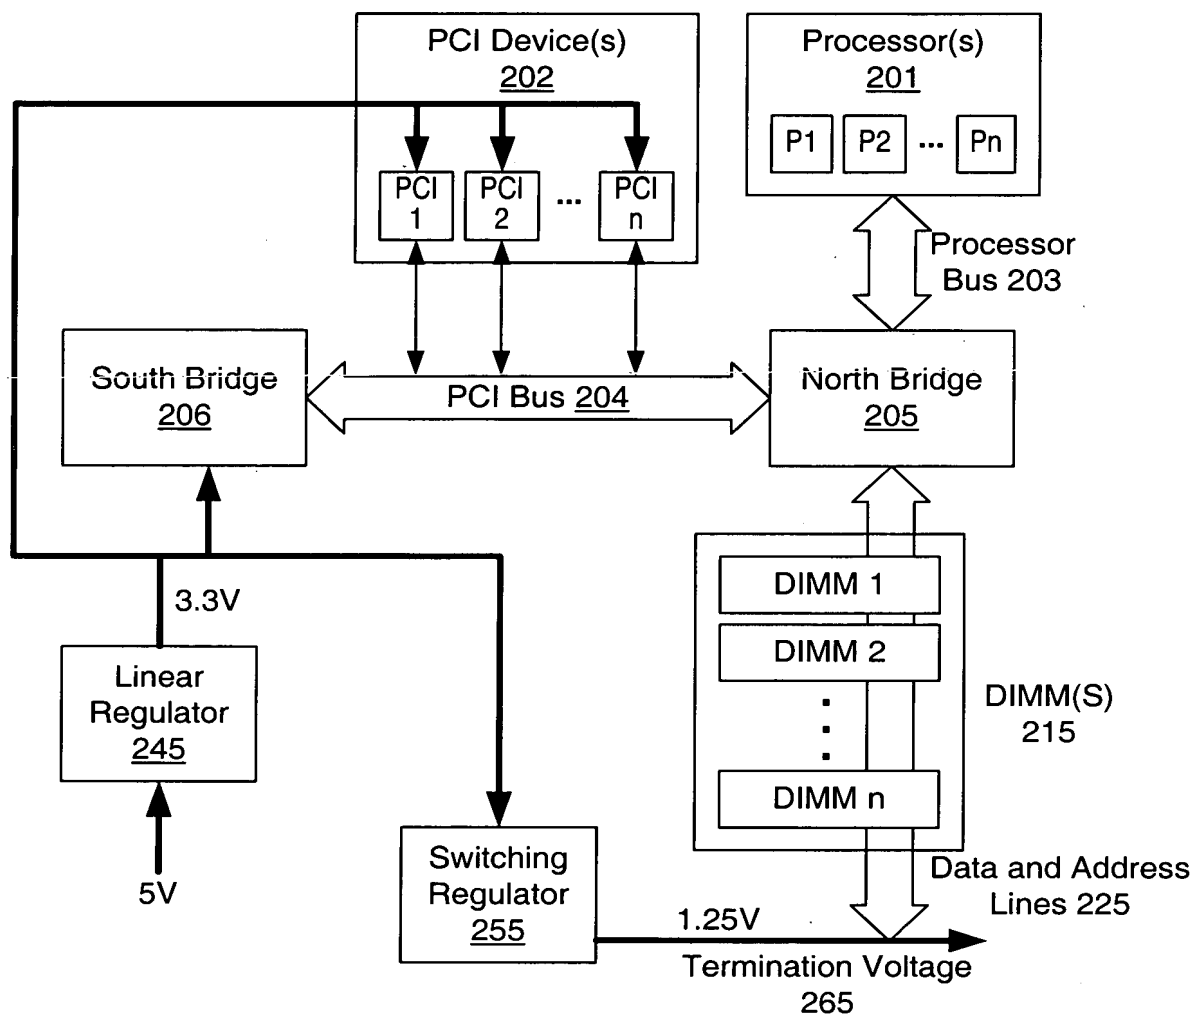 PCI Device(s)
202
PCI
1
PCI
2
...
PCI
n
Processor(s)
201
P1
P2
...
Pn
Processor
Bus 203
South Bridge
206
PCI Bus 204
North Bridge
205
3.3V
Linear
Regulator
245
5V
DIMM 1
DIMM 2
DIMM n
DIMM(S)
215
Switching
Regulator
255
Data and Address
Lines 225
1.25V
Termination Voltage
265